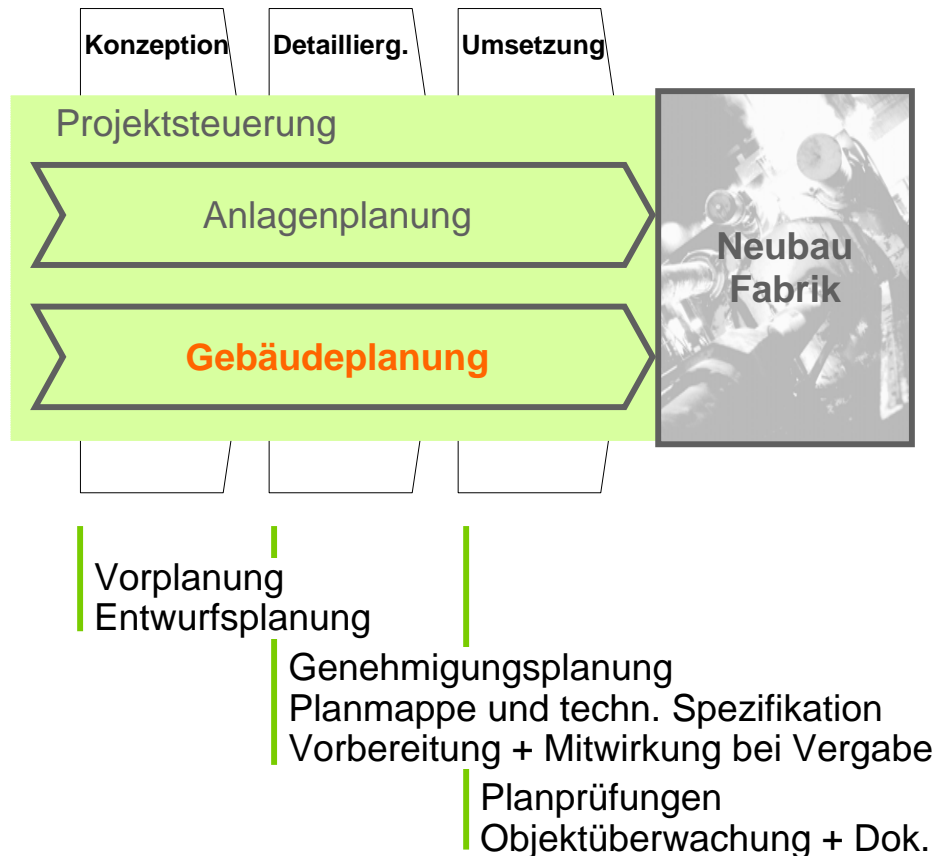 Konzeption
Detaillierg.
Umsetzung
Projektsteuerung
Anlagenplanung
Neubau
Fabrik
Gebäudeplanung
Vorplanung
Entwurfsplanung
Genehmigungsplanung
Planmappe und techn. Spezifikation
Vorbereitung + Mitwirkung bei Vergabe
Planprüfungen
Objektüberwachung + Dok.